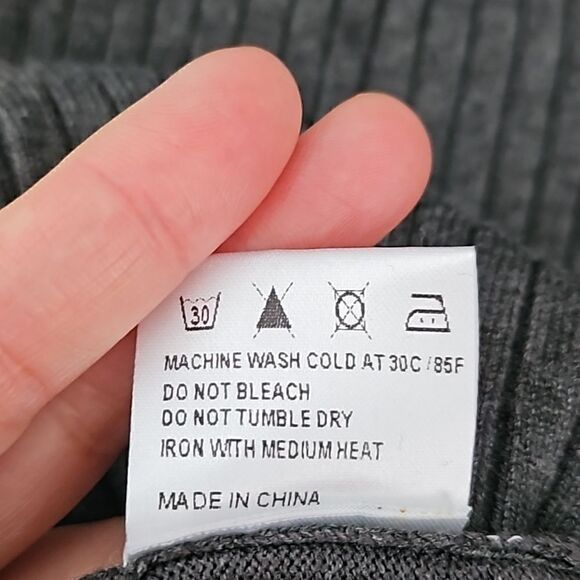 30
MACHINE WASH COLD AT 30C/85F
DO NOT BLEACH
DO NOT TUMBLE DRY
IRON WITH MEDIUM HEAT
MADE IN CHINA